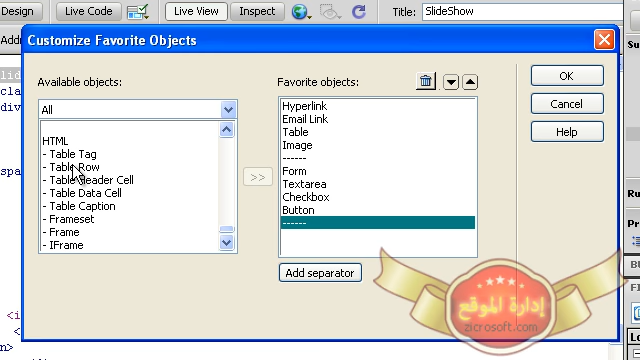 Design
Live Code
Live View
Inspect
Title:
SlideShow
Customize Favorite Objects
Available objects:
Favorite objects:
OK
Cancel
Help
All
HTML
- Table Tag
- Table Row
- Table Header Cell
- Table Data Cell
- Table Caption
- Frameset
- Frame
- IFrame
>>
Hyperlink
Email Link
Table
Image
------
Form
Textarea
Checkbox
Button
------
Add separator
إدارة الموقع
zicrosoft.com